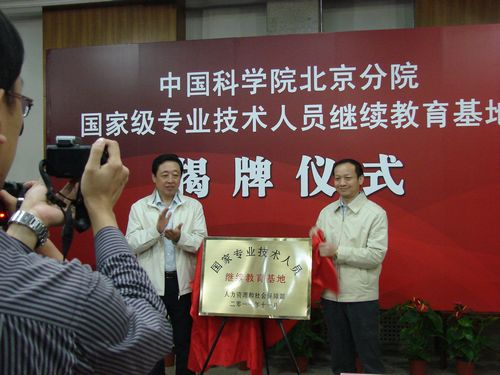 中国科学院北京分院
国家级专业技术人员继续教育基地
揭牌仪式
国家专业技术人员
继续教育基地
人力资源和社会保障部